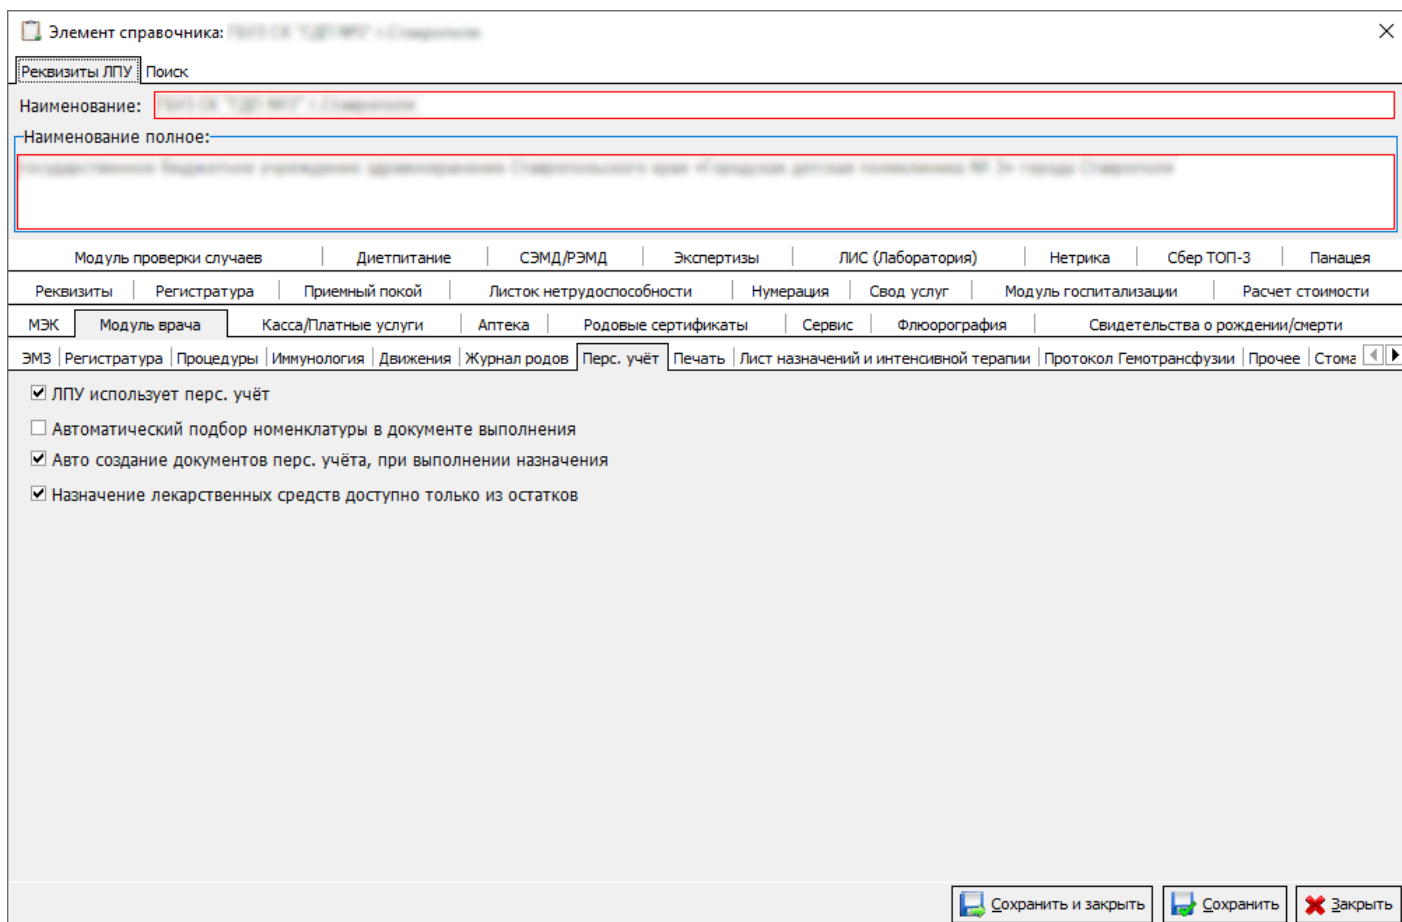 Элемент справочника:
Реквизиты ЛПУ Поиск
Наименование:
Наименование полное:
Модуль проверки случаев Диетпитание СЭМД/РЭМД Экспертизы ЛИС (Лаборатория) Нетрика Сбер ТОП-3 Панацея
Реквизиты Регистратура Приемный покой Листок нетрудоспособности Нумерация Свод услуг Модуль госпитализации Расчет стоимости
МЭК Модуль врача Касса/Платные услуги Аптека Родовые сертификаты Сервис Флюорография Свидетельства о рождении/смерти
ЭМЗ Регистратура Процедуры Иммунология Движения Журнал родов Перс. учёт Печать Лист назначений и интенсивной терапии Протокол Гемотрансфузии Прочее Стома
ЛПУ использует перс. учёт
Автоматический подбор номенклатуры в документе выполнения
Авто создание документов перс. учёта, при выполнении назначения
Назначение лекарственных средств доступно только из остатков
Сохранить и закрыть Сохранить Закрыть